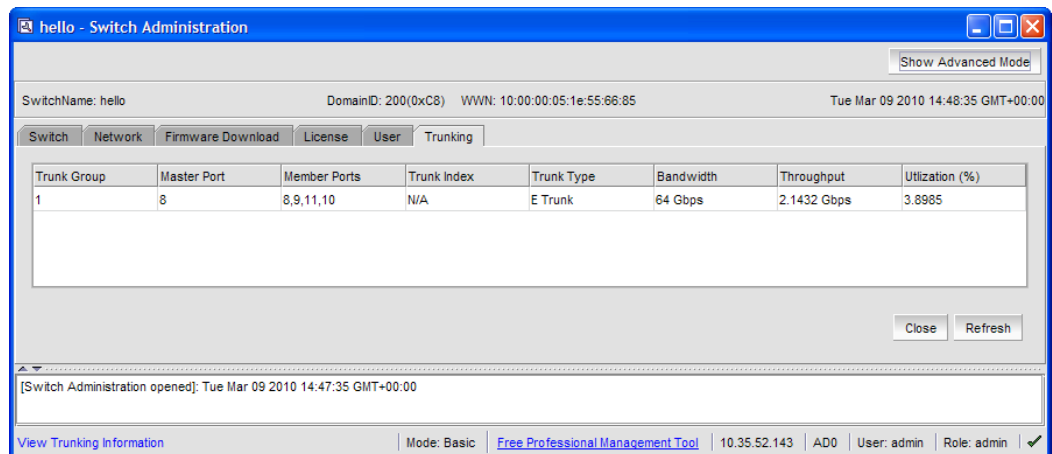 hello - Switch Administration
Show Advanced Mode
SwitchName: hello DomainID: 200(0xC8) WWN: 10:00:00:05:1e:55:66:85 Tue Mar 09 2010 14:48:35 GMT+00:00
Switch Network Firmware Download License User Trunking
Trunk Group Master Port Member Ports Trunk Index Trunk Type Bandwidth Throughput Utlization (%)
1 8 8,9,11,10 N/A E Trunk 64 Gbps 2.1432 Gbps 3.8985
Close Refresh
[Switch Administration opened]: Tue Mar 09 2010 14:47:35 GMT+00:00
View Trunking Information Mode: Basic Free Professional Management Tool 10.35.52.143 AD0 User: admin Role: admin